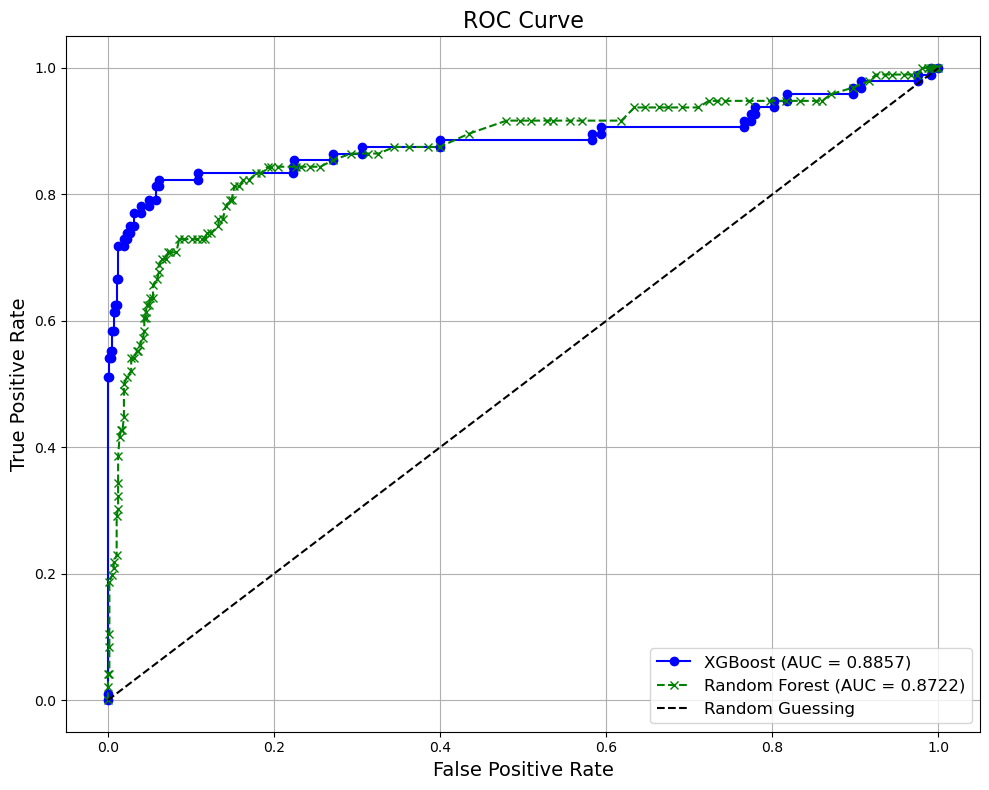 ROC Curve
True Positive Rate
1.0
0.8
0.6
0.4
0.2
0.0
0.0 0.2 0.4 0.6 0.8 1.0
False Positive Rate
XGBoost (AUC = 0.8857)
Random Forest (AUC = 0.8722)
Random Guessing